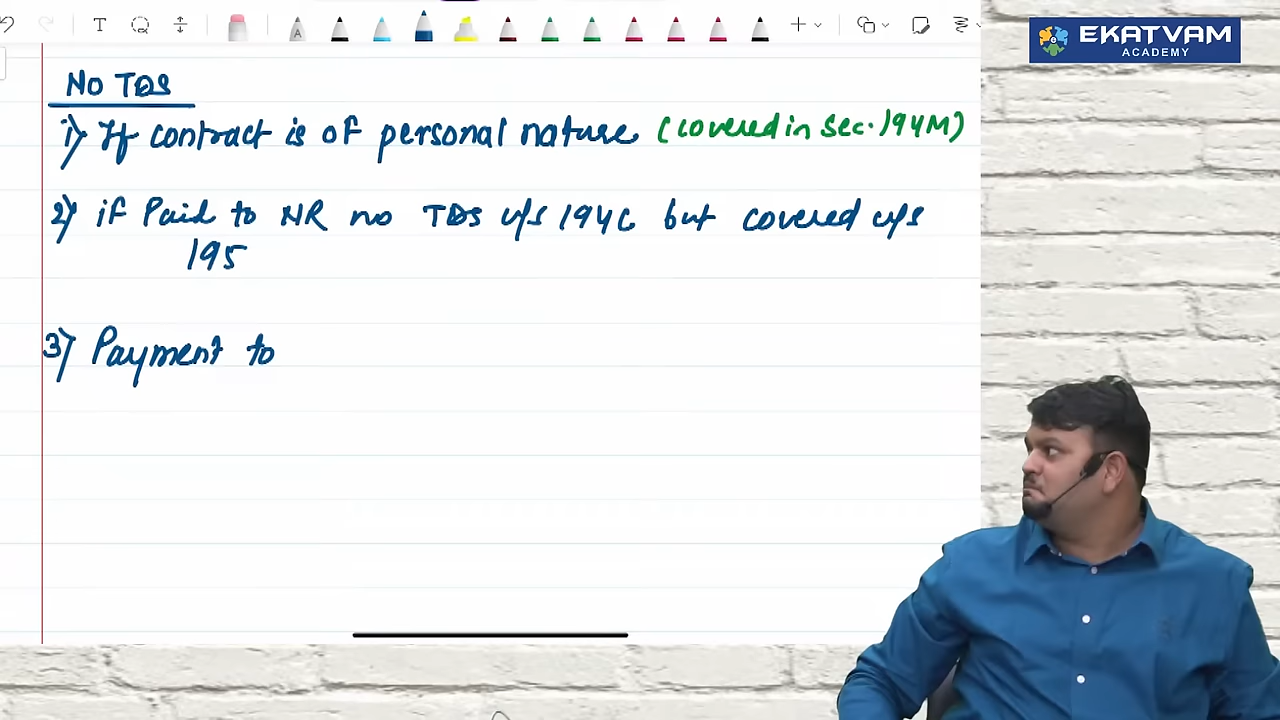 EKATVAM
ACADEMY
No TDS
1) If contract is of personal nature (covered in Sec. 194M)
2) if Paid to NR no TDS u/s 194C but covered u/s
195
3) Payment to